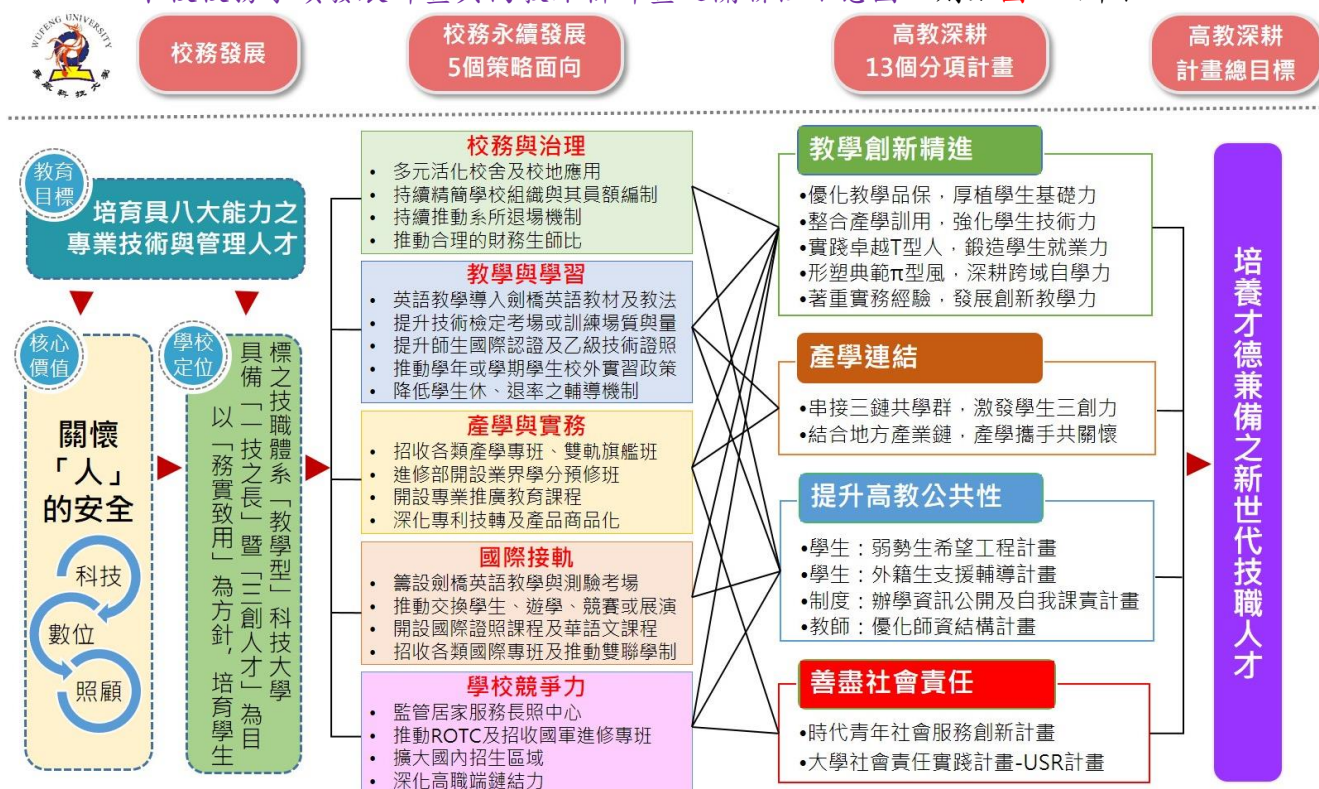 WUFENG UNIVERSITY
吳鳳科技大學
校務發展
校務永續發展
5個策略面向
高教深耕
13個分項計畫
高教深耕
計畫總目標
教育
目標
培育具八大能力之
專業技術與管理人才
核心
價值
關懷
「人」
的安全
科技
數位
照顧
學校
定位
以「務實致用」為方針,培育學生
具備「一技之長」暨「三創人才」為目
標之技職體系「教學型」科技大學
校務與治理
• 多元活化校舍及校地應用
• 持續精簡學校組織與其員額編制
• 持續推動系所退場機制
• 推動合理的財務生師比
教學與學習
• 英語教學導入劍橋英語教材及教法
• 提升技術檢定考場或訓練場質與量
• 提升師生國際認證及乙級技術證照
• 推動學年或學期學生校外實習政策
• 降低學生休、退率之輔導機制
產學與實務
• 招收各類產學專班、雙軌旗艦班
• 進修部開設業界學分預修班
• 開設專業推廣教育課程
• 深化專利技轉及產品商品化
國際接軌
• 籌設劍橋英語教學與測驗考場
• 推動交換學生、遊學、競賽或展演
• 開設國際證照課程及華語文課程
• 招收各類國際專班及推動雙聯學制
學校競爭力
• 監管居家服務長照中心
• 推動ROTC及招收國軍進修專班
• 擴大國內招生區域
• 深化高職端鏈結力
教學創新精進
•優化教學品保,厚植學生基礎力
•整合產學訓用,強化學生技術力
•實踐卓越T型人,鍛造學生就業力
•形塑典範π型風,深耕跨域自學力
•著重實務經驗,發展創新教學力
產學連結
•串接三鏈共學群,激發學生三創力
•結合地方產業鏈,產學攜手共關懷
提升高教公共性
•學生：弱勢生希望工程計畫
•學生：外籍生支援輔導計畫
•制度：辦學資訊公開及自我課責計畫
•教師：優化師資結構計畫
善盡社會責任
•時代青年社會服務創新計畫
•大學社會責任實踐計畫-USR計畫
培養才德兼備之新世代技職人才